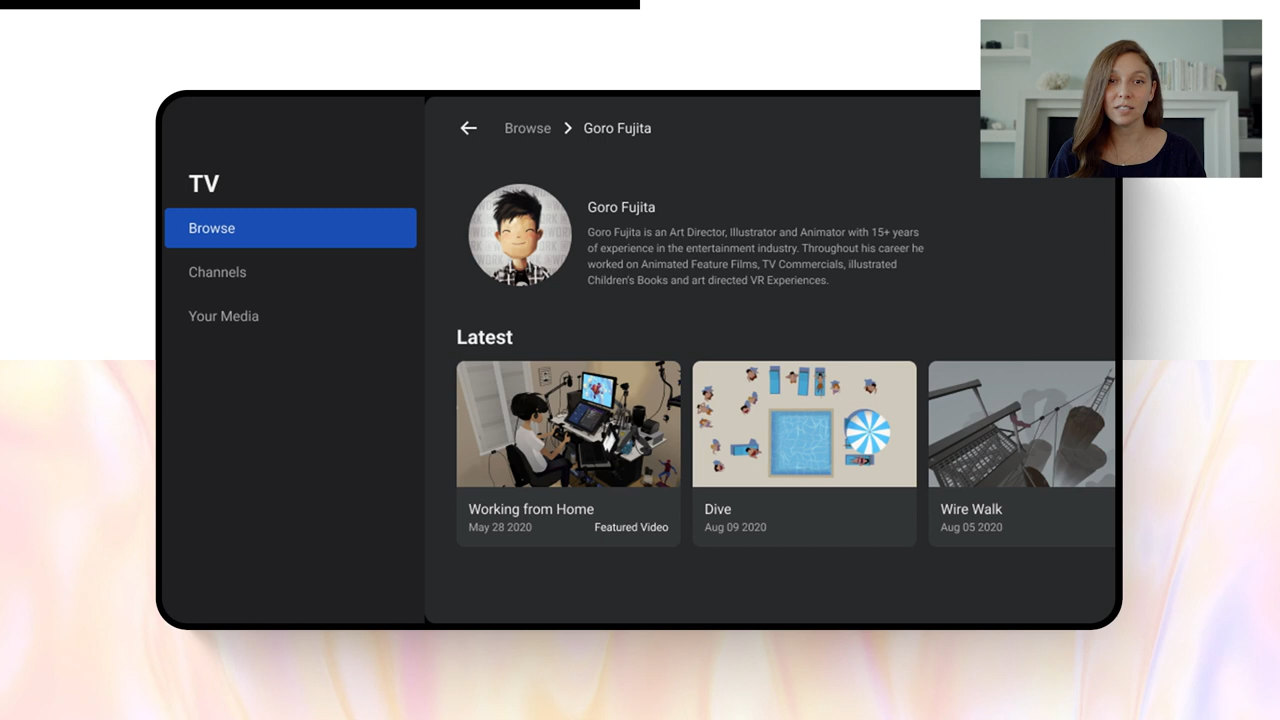 TV
Browse
Channels
Your Media
Browse > Goro Fujita
Goro Fujita
Goro Fujita is an Art Director, Illustrator and Animator with 15+ years
of experience in the entertainment industry. Throughout his career he
worked on Animated Feature Films, TV Commercials, illustrated
Children's Books and art directed VR Experiences.
Latest
Working from Home
May 28 2020 Featured Video
Dive
Aug 09 2020
Wire Walk
Aug 05 2020